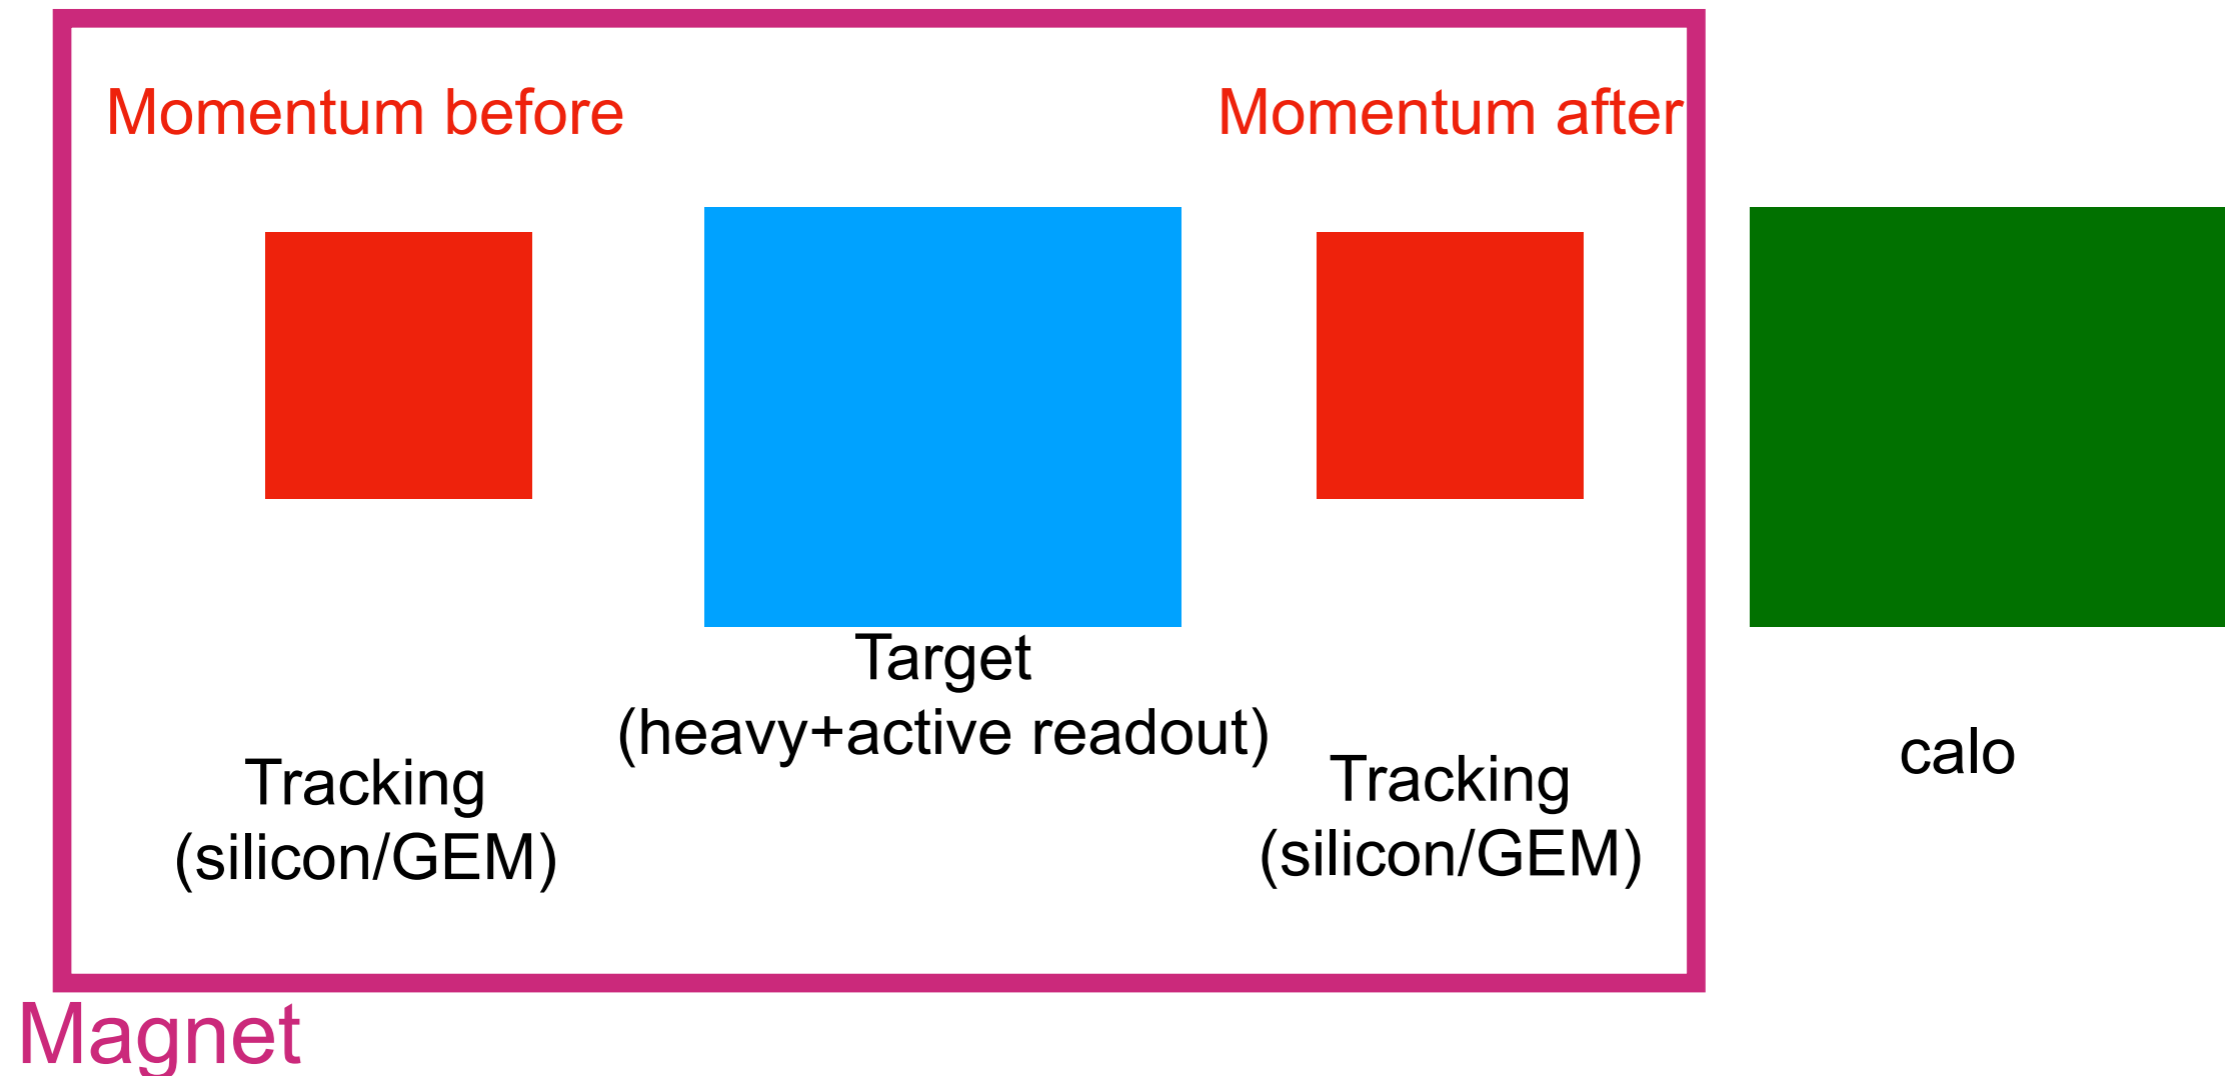 Momentum before
Momentum after
Target
(heavy+active readout)
Tracking
(silicon/GEM)
Tracking
(silicon/GEM)
calo
Magnet